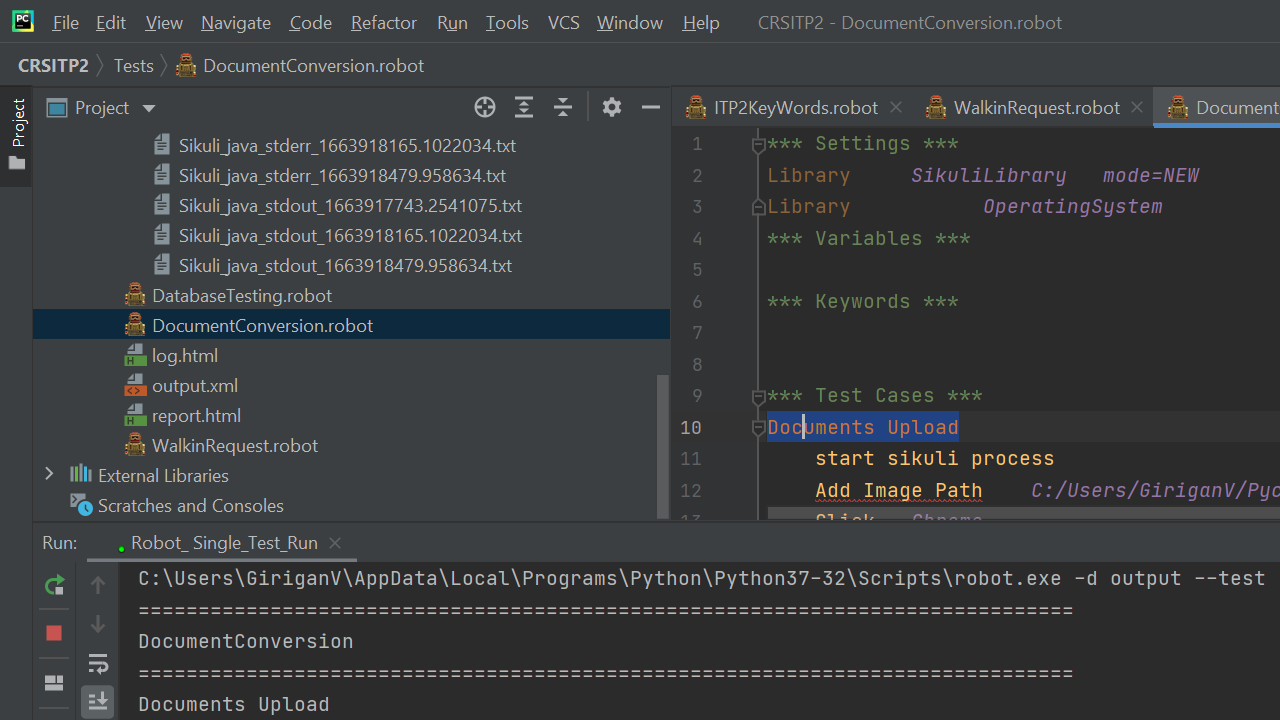 File Edit View Navigate Code Refactor Run Tools VCS Window Help CRSITP2 - DocumentConversion.robot
CRSITP2 Tests DocumentConversion.robot
Project
Project
Sikuli_java_stderr_1663918165.1022034.txt
Sikuli_java_stderr_1663918479.958634.txt
Sikuli_java_stdout_1663917743.2541075.txt
Sikuli_java_stdout_1663918165.1022034.txt
Sikuli_java_stdout_1663918479.958634.txt
DatabaseTesting.robot
DocumentConversion.robot
log.html
output.xml
report.html
WalkinRequest.robot
External Libraries
Scratches and Consoles
ITP2KeyWords.robot WalkinRequest.robot Document
1 *** Settings ***
2 Library SikuliLibrary mode=NEW
3 Library OperatingSystem
4 *** Variables ***
5
6 *** Keywords ***
7
8
9 *** Test Cases ***
10 Documents Upload
11 start sikuli process
12 Add Image Path C:/Users/GiriganV/Pyc
13 Click Chrome
Run: Robot_ Single_Test_Run
C:\Users\GiriganV\AppData\Local\Programs\Python\Python37-32\Scripts\robot.exe -d output --test
==============================================================================
DocumentConversion
==============================================================================
Documents Upload